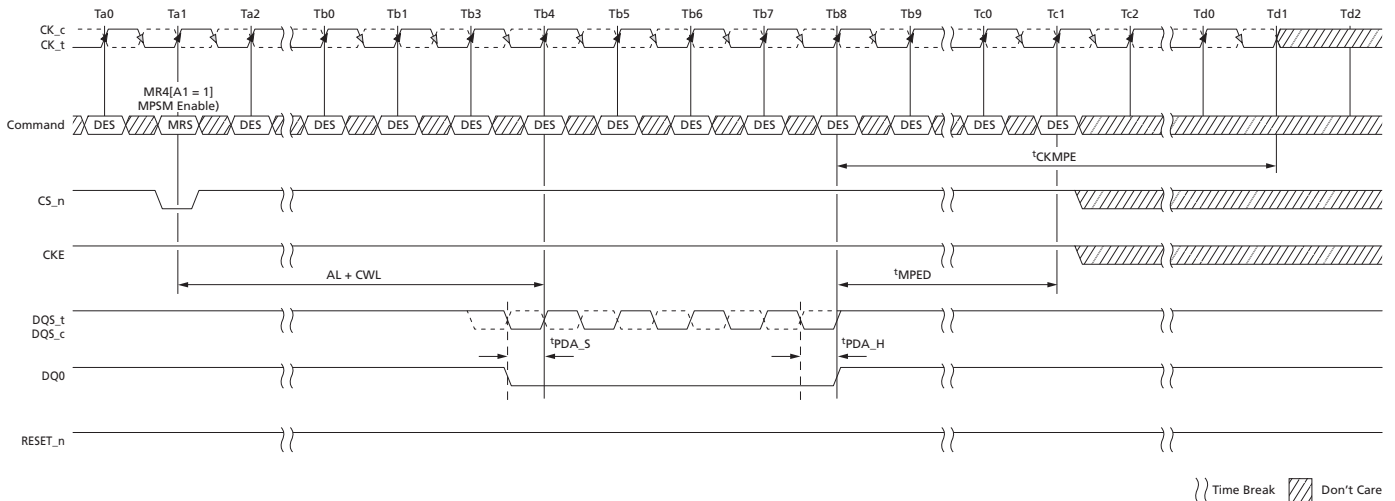 Ta0 Ta1 Ta2 Tb0 Tb1 Tb2 Tb3 Tb4 Tb5 Tb6 Tb7 Tb8 Tb9 Tc0 Tc1 Tc2 Td0 Td1 Td2
CK_c
CK_t
MR4[A1 = 1]
MPSM Enable)
Command DES MRS DES DES DES DES DES DES DES DES DES DES DES DES
tCKMPE
CS_n
CKE
AL + CWL tMPED
DQS_t
DQS_c
tPDA_S tPDA_H
DQ0
RESET_n
Time Break Don't Care